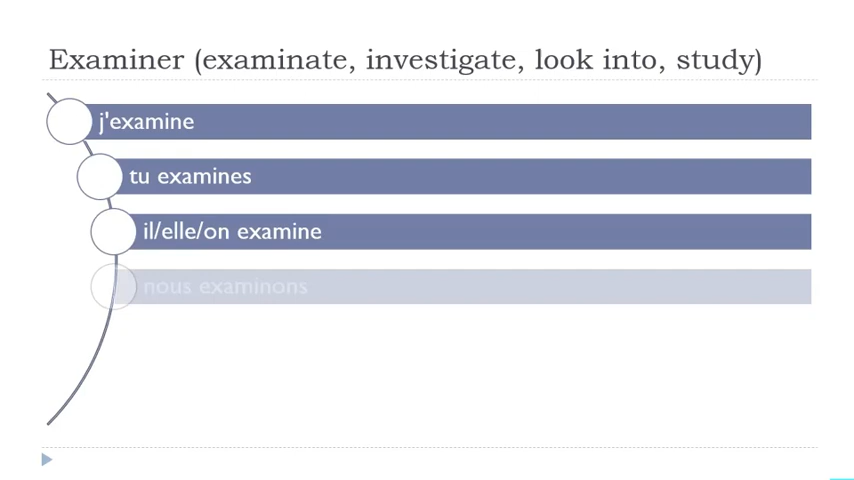 Examiner (examinate, investigate, look into, study)
j'examine
tu examines
il/elle/on examine
nous examinons